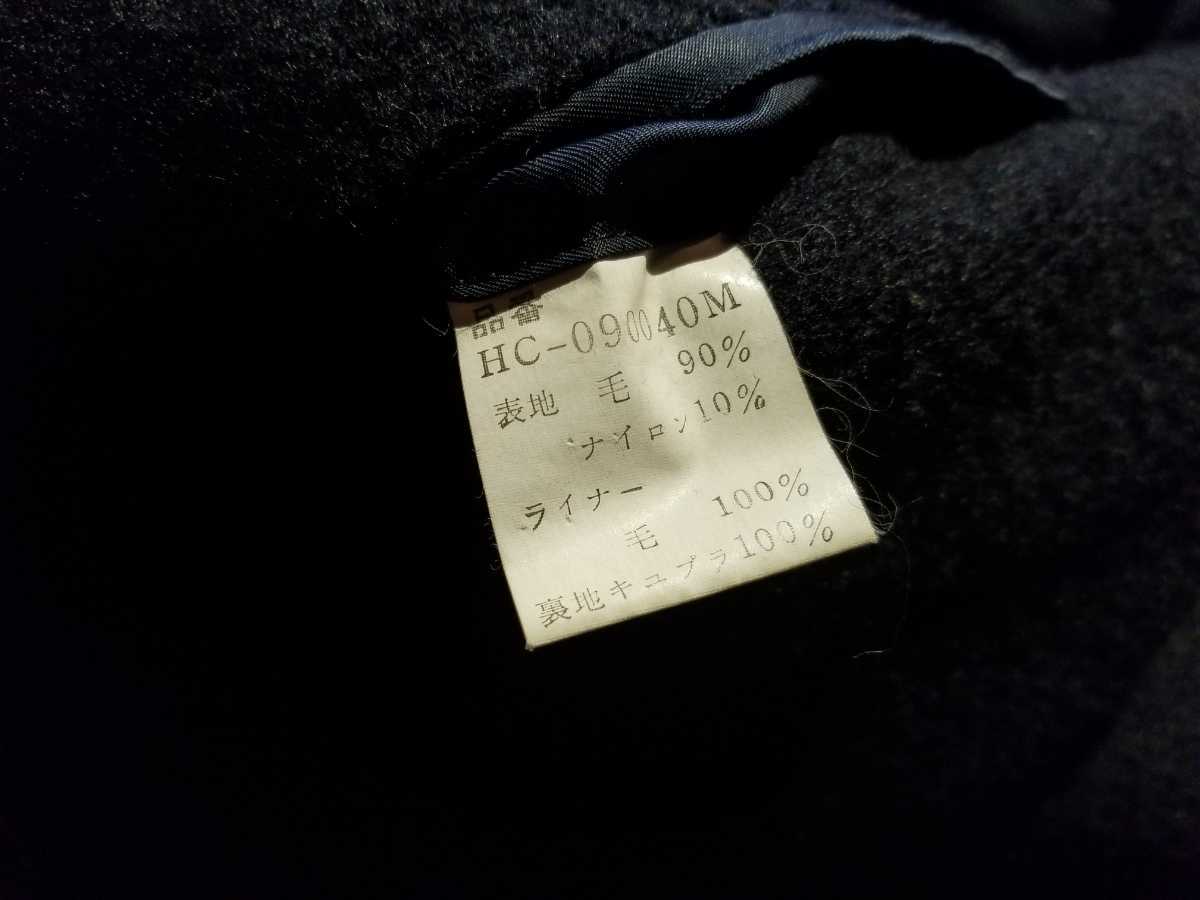 品番
HC-090040M
表地 毛 90%
ナイロン10%
ライナー
毛 100%
裏地キュプラ100%